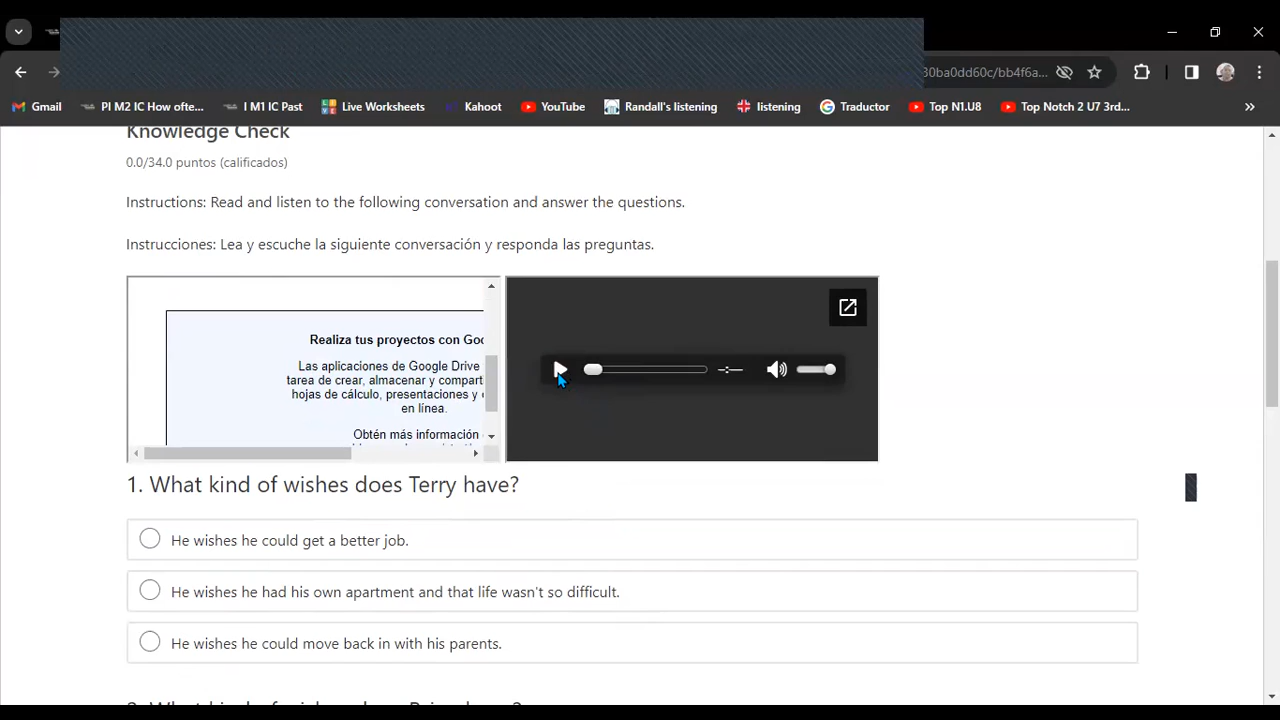 30ba0dd60c/bb4f6a...
Gmail PI M2 IC How ofte... I M1 IC Past Live Worksheets Kahoot YouTube Randall's listening listening Traductor Top N1.U8 Top Notch 2 U7 3rd... »
Knowledge Check
0.0/34.0 puntos (calificados)
Instructions: Read and listen to the following conversation and answer the questions.
Instrucciones: Lea y escuche la siguiente conversación y responda las preguntas.
Realiza tus proyectos con Goo
Las aplicaciones de Google Drive
tarea de crear, almacenar y compart
hojas de cálculo, presentaciones y
en línea.
Obtén más información
-:--
1. What kind of wishes does Terry have?
He wishes he could get a better job.
He wishes he had his own apartment and that life wasn't so difficult.
He wishes he could move back in with his parents.